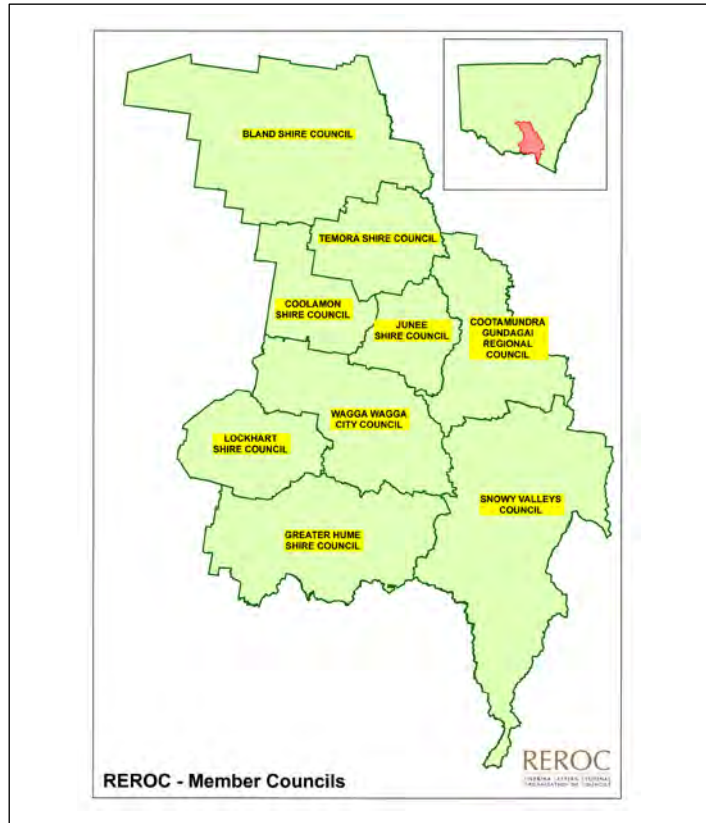 BLAND SHIRE COUNCIL
TEMORA SHIRE COUNCIL
COOLAMON
SHIRE COUNCIL
JUNEE
SHIRE COUNCIL
COOTAMUNDRA
GUNDAGAI
REGIONAL
COUNCIL
WAGGA WAGGA
CITY COUNCIL
LOCKHART
SHIRE COUNCIL
SNOWY VALLEYS
COUNCIL
GREATER HUME
SHIRE COUNCIL
REROC - Member Councils
REROC